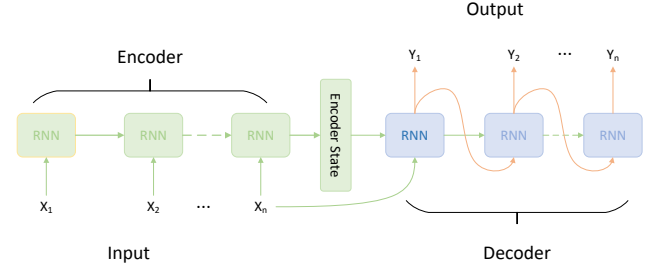 Output
Encoder
Y1 Y2 ... Yn
RNN RNN RNN Encoder State RNN RNN RNN
X1 X2 ... Xn
Input Decoder